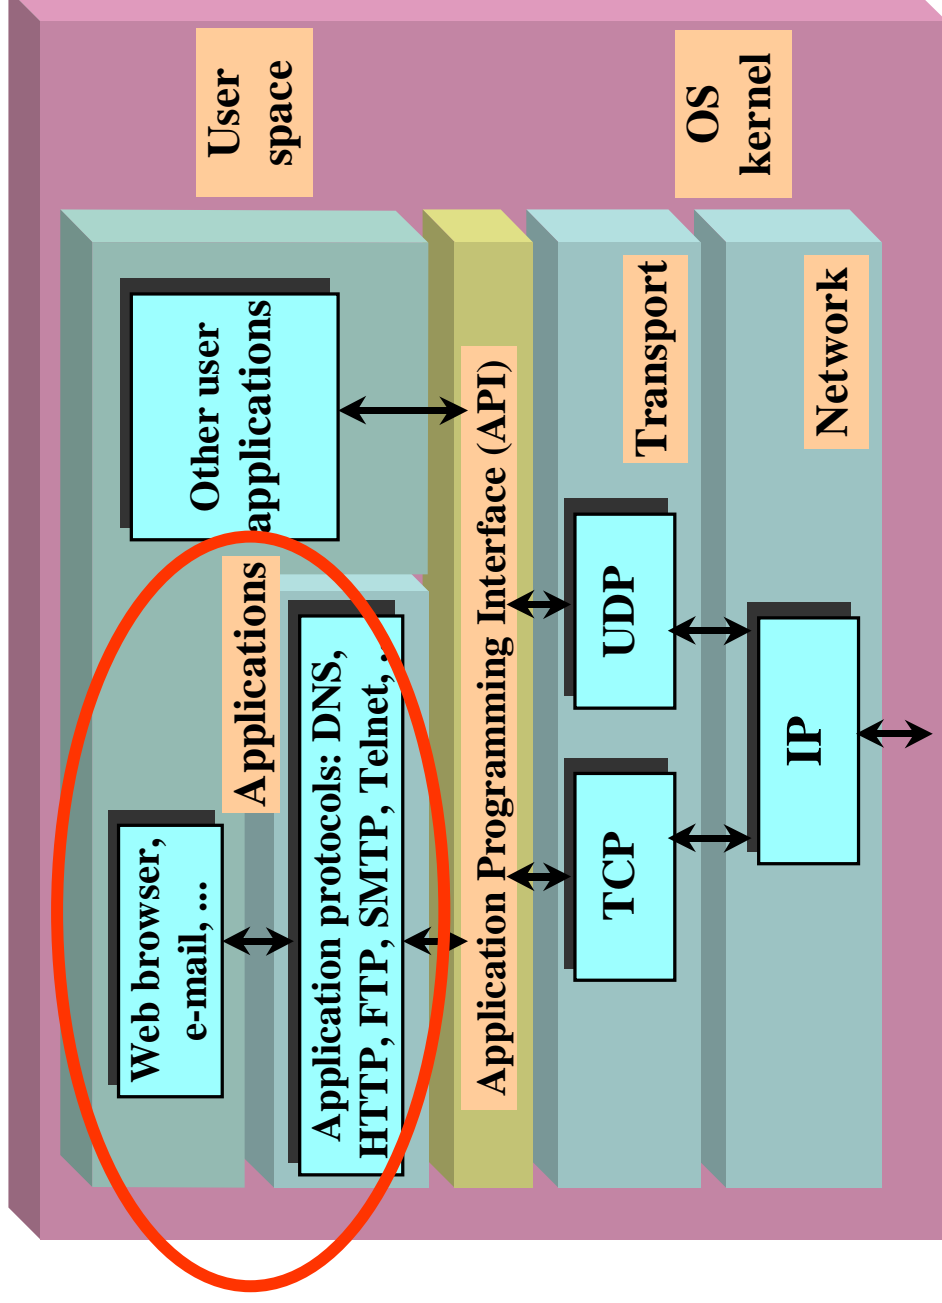 User
space
Web browser,
e-mail, ...
Applications
Other user
applications
Application protocols: DNS,
HTTP, FTP, SMTP, Telnet, ..
Application Programming Interface (API)
TCP
UDP
Transport
OS
kernel
IP
Network